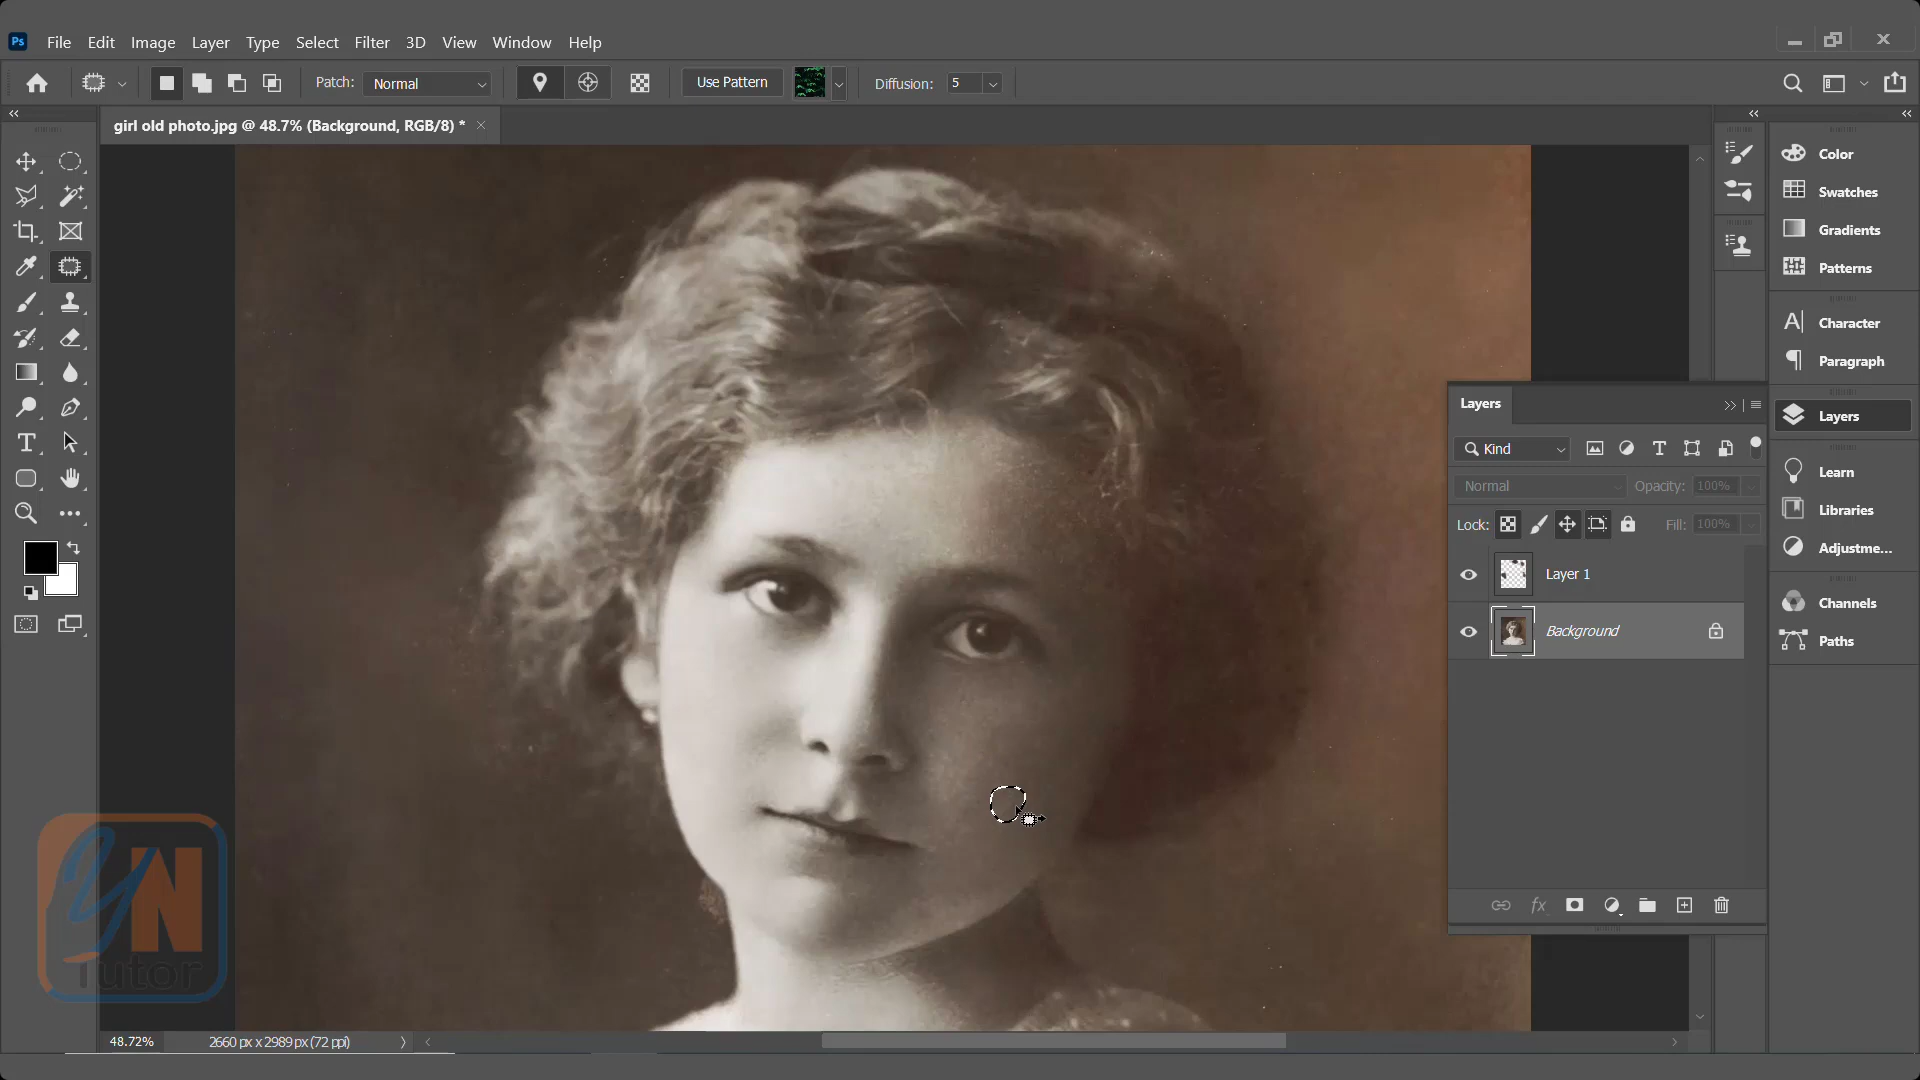 Ps File Edit Image Layer Type Select Filter 3D View Window Help
Patch: Normal Use Pattern Diffusion: 5
girl old photo.jpg @ 48.7% (Background, RGB/8) *
Color
Swatches
Gradients
Patterns
Character
Paragraph
Layers
Learn
Libraries
Adjustme...
Channels
Paths
Layers
Kind
Normal Opacity: 100%
Lock: Fill: 100%
Layer 1
Background
fx
YN
Tutor
48.72% 2660 px x 2989 px (72 ppi)